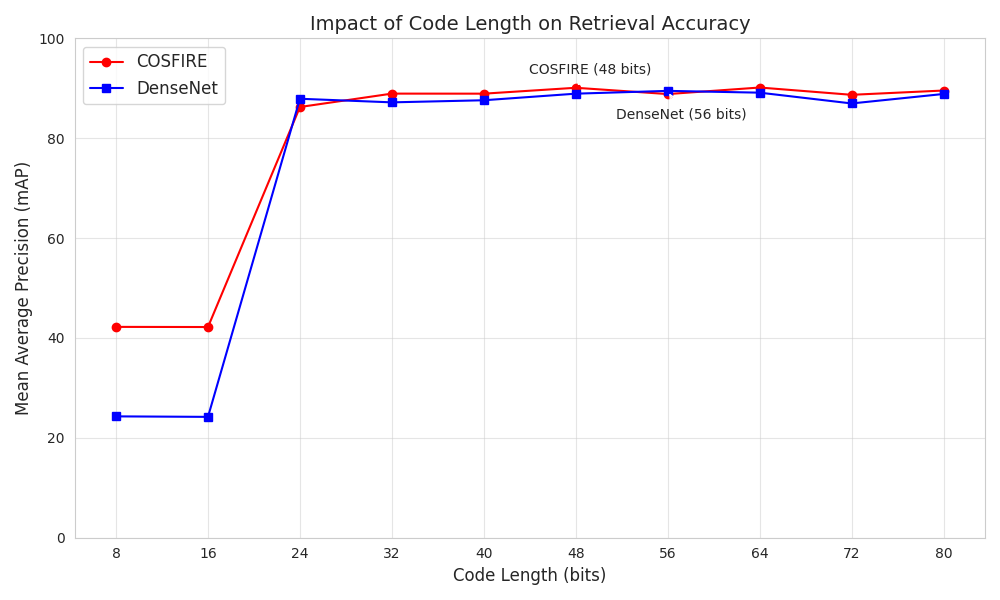 Impact of Code Length on Retrieval Accuracy
COSFIRE
DenseNet
COSFIRE (48 bits)
DenseNet (56 bits)
Mean Average Precision (mAP)
100
80
60
40
20
0
8 16 24 32 40 48 56 64 72 80
Code Length (bits)